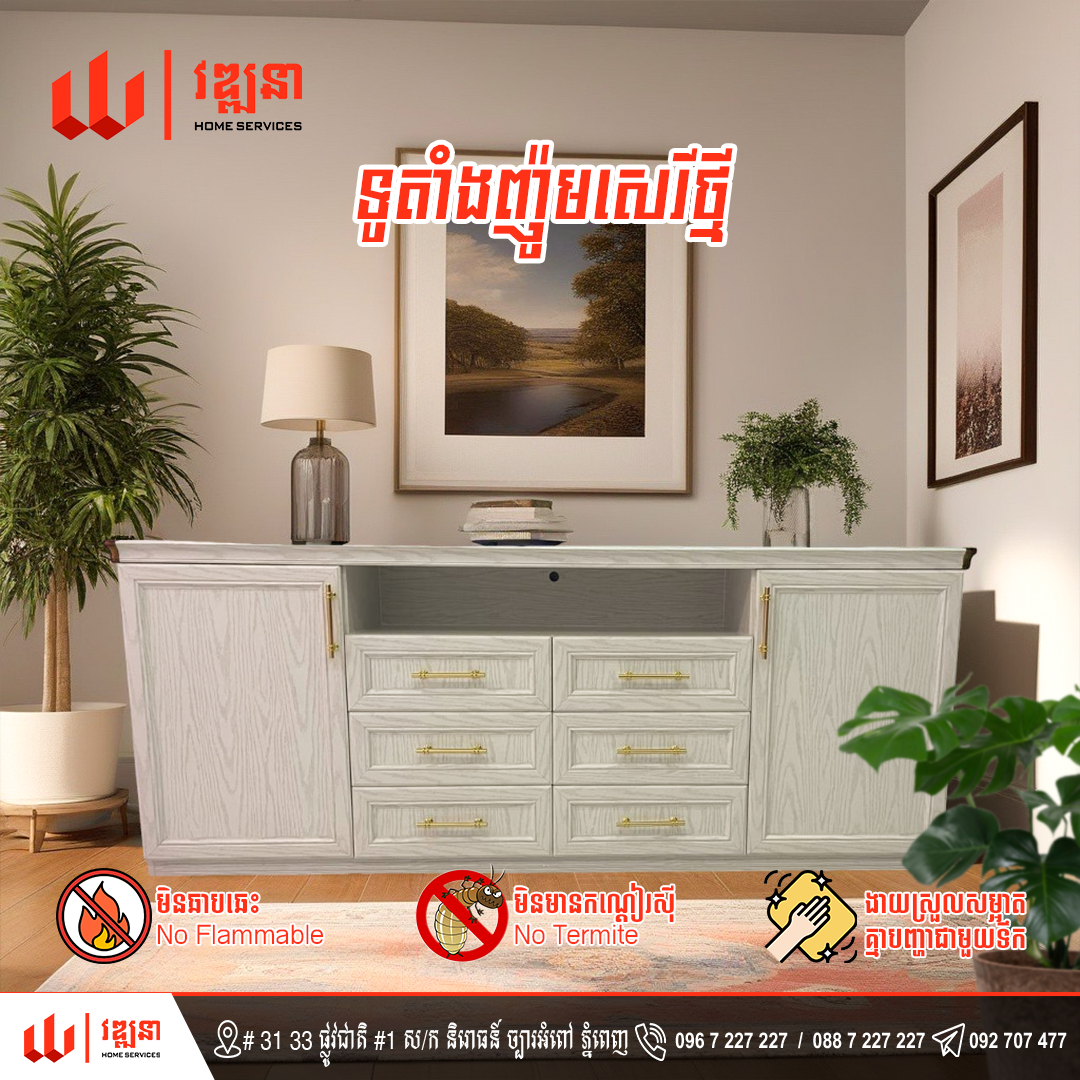 វឌ្ឍនា
HOME SERVICES
ទូតាំងញ៉ូមសេរីថ្មី
មិនឆាបឆេះ
No Flammable
មិនមានកណ្ដៀរស៊ី
No Termite
ងាយស្រួលសម្អាត
គ្មាបញ្ហាជាមួយទឹក
វឌ្ឍនា
HOME SERVICES
# 31 33 ផ្លូវជាតិ #1 ស/ក និរោធន៍ ច្បារអំពៅ ភ្នំពេញ
096 7 227 227 / 088 7 227 227
092 707 477